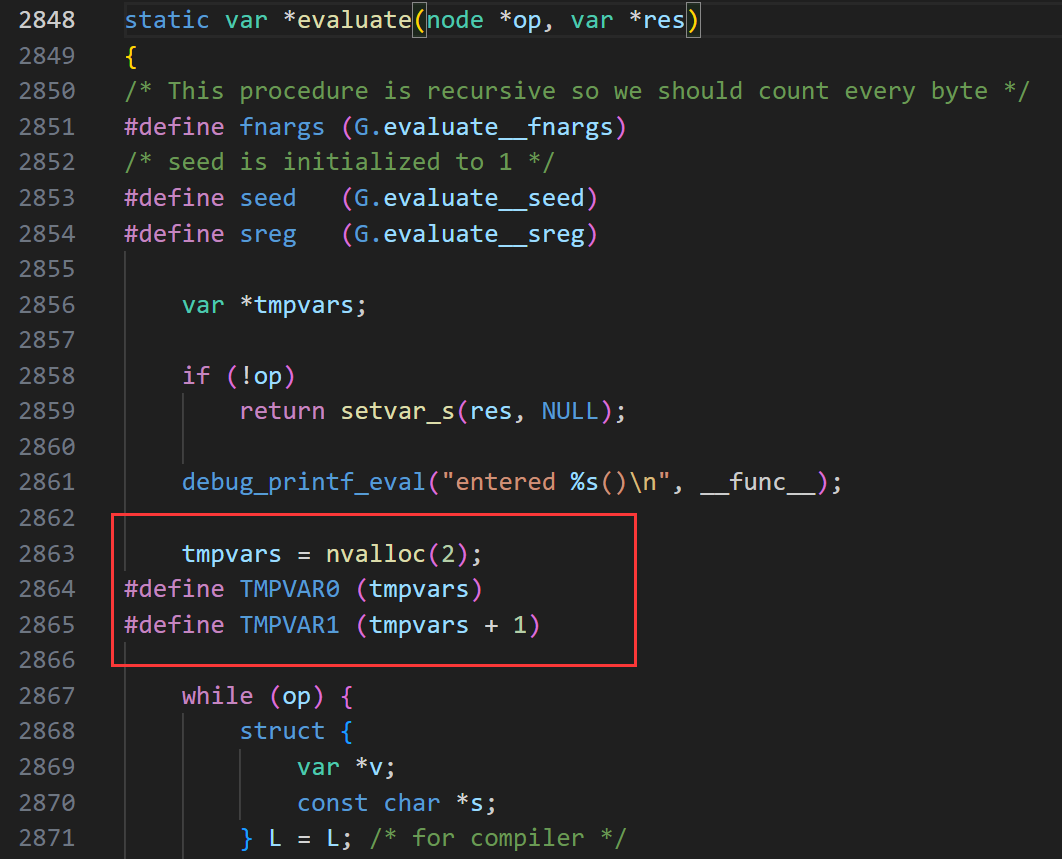 2848 static var *evaluate(node *op, var *res)
2849 {
2850 /* This procedure is recursive so we should count every byte */
2851 #define fnargs (G.evaluate__fnargs)
2852 /* seed is initialized to 1 */
2853 #define seed   (G.evaluate__seed)
2854 #define sreg   (G.evaluate__sreg)
2855
2856     var *tmpvars;
2857
2858     if (!op)
2859         return setvar_s(res, NULL);
2860
2861     debug_printf_eval("entered %s()\n", __func__);
2862
2863     tmpvars = nvalloc(2);
2864 #define TMPVAR0 (tmpvars)
2865 #define TMPVAR1 (tmpvars + 1)
2866
2867     while (op) {
2868         struct {
2869             var *v;
2870             const char *s;
2871         } L = L; /* for compiler */